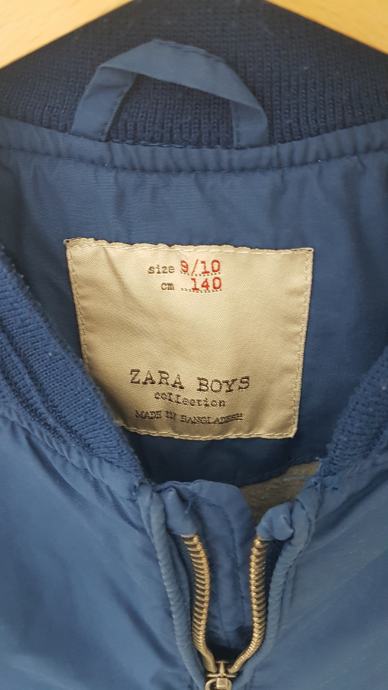 size 9/10
cm 140
ZARA BOYS
collection
MADE IN BANGLADESH